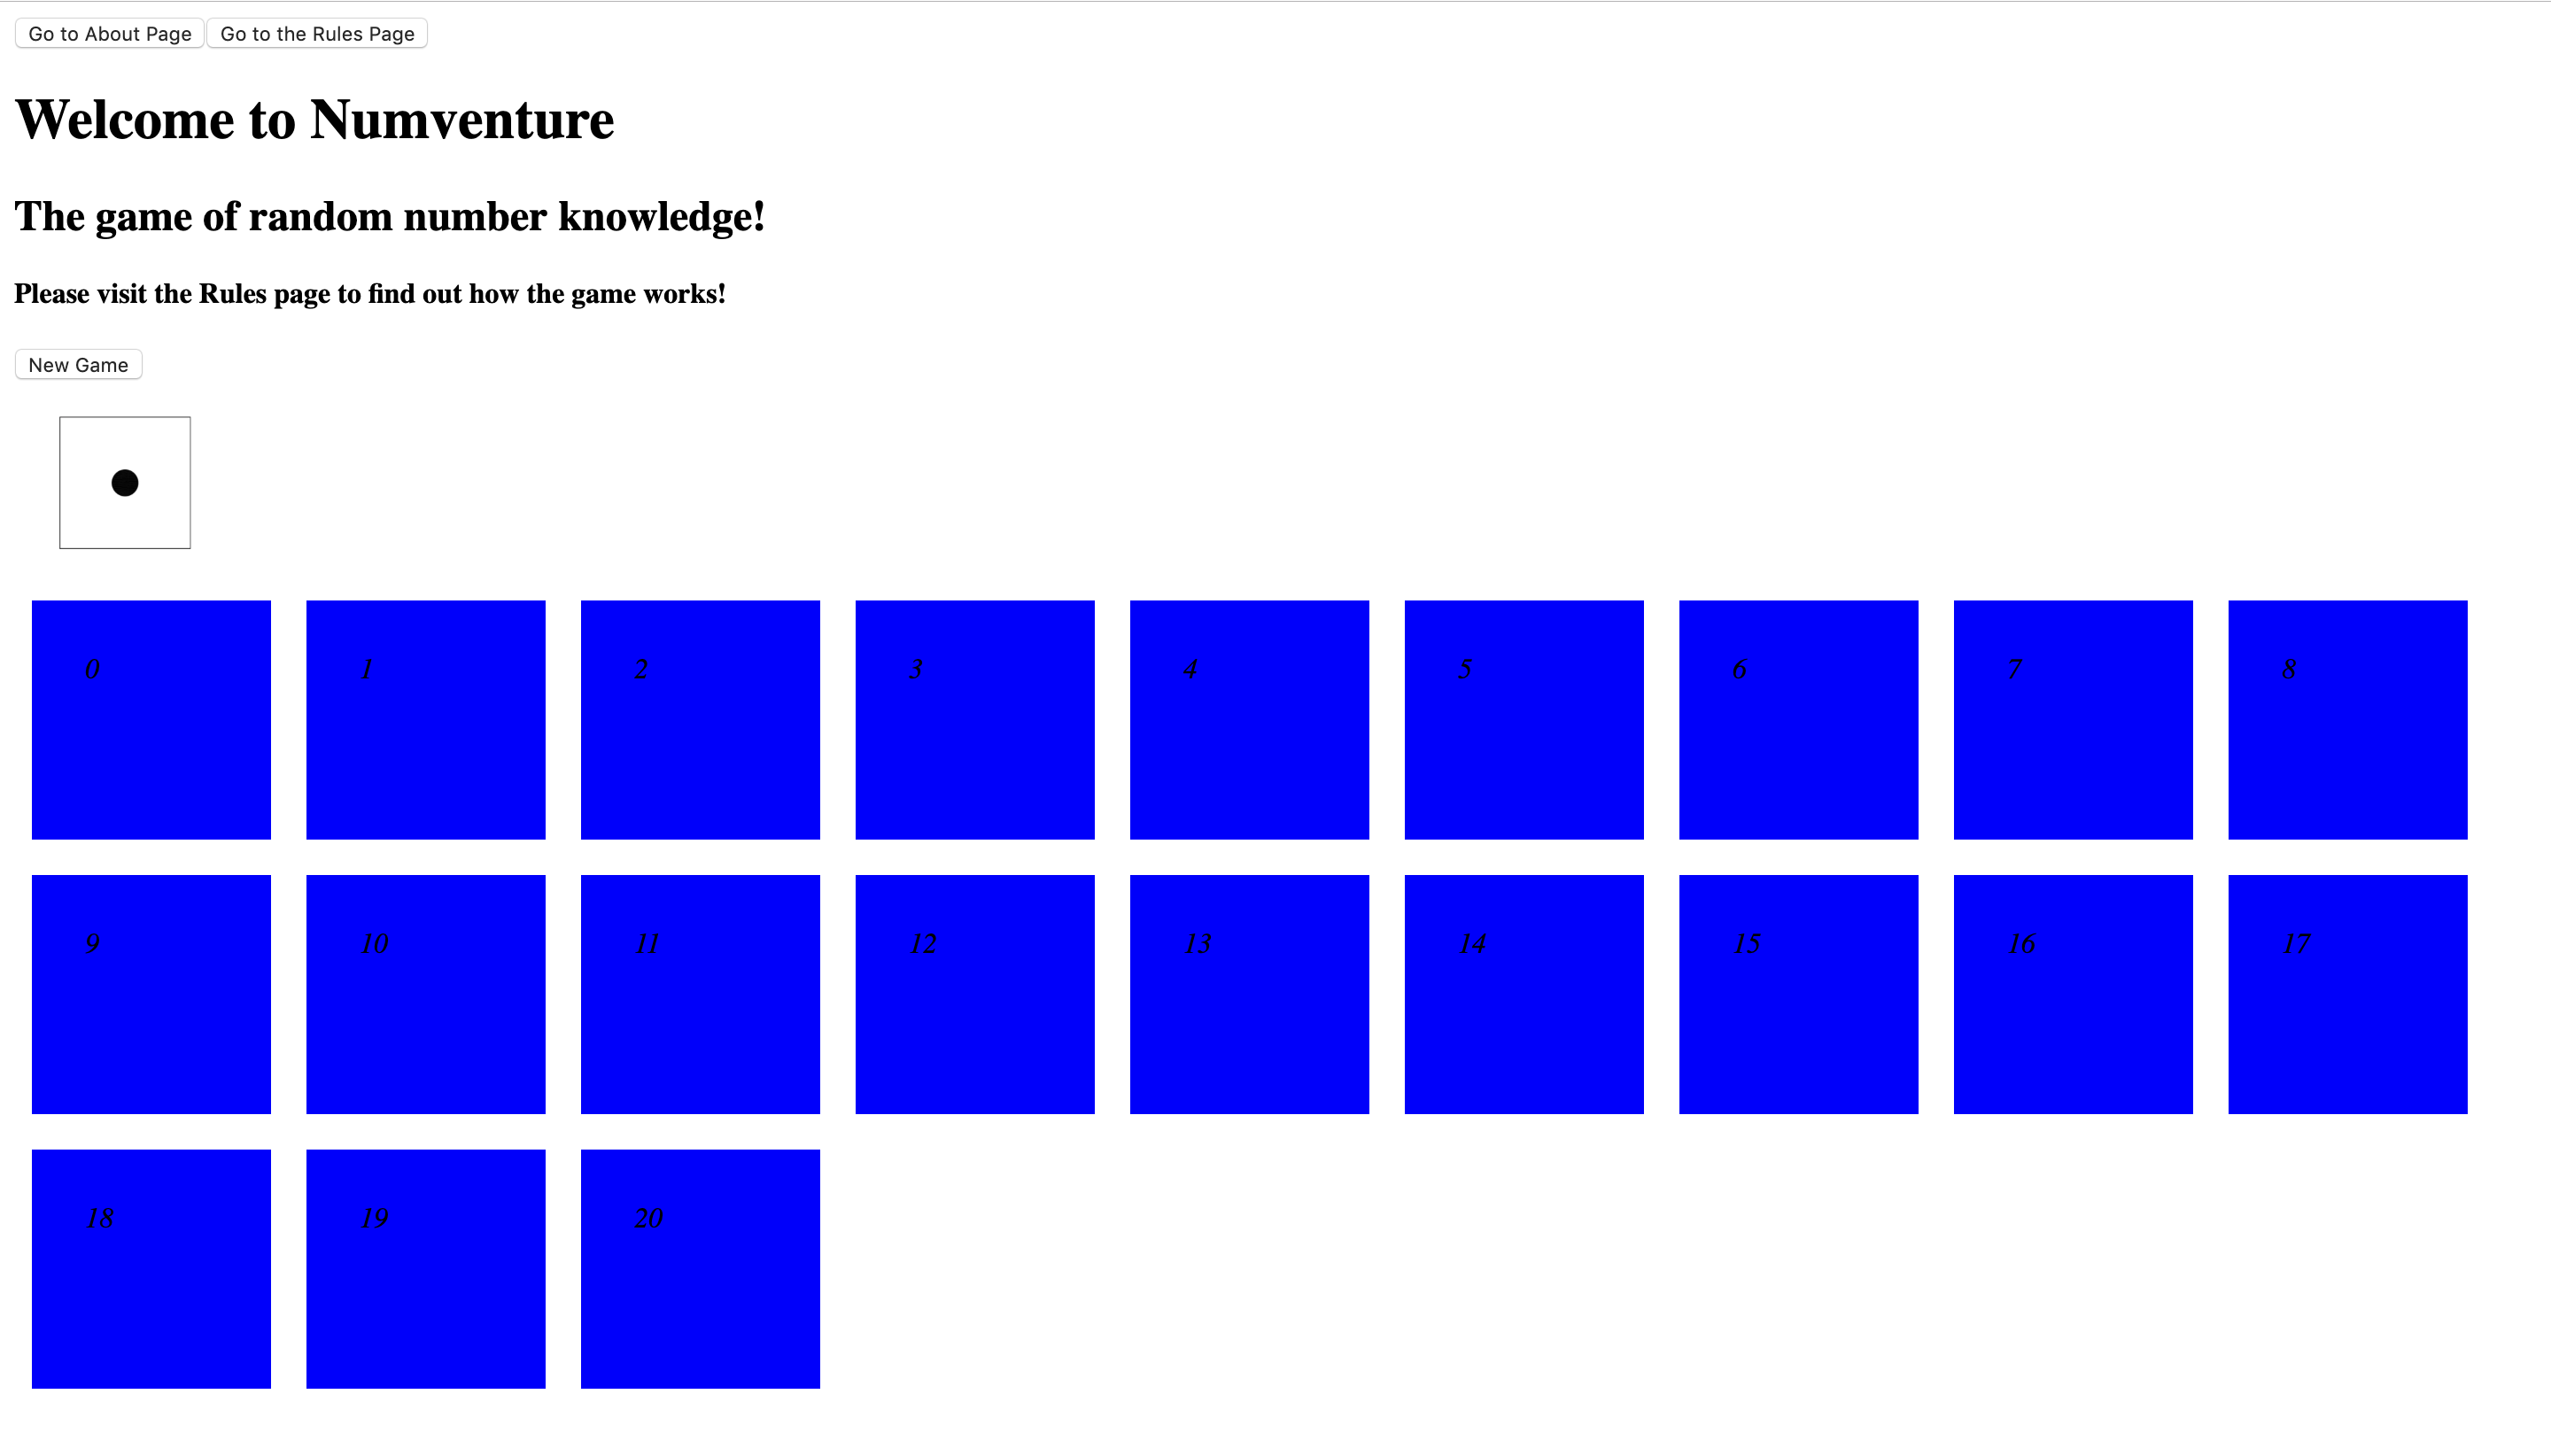 Go to About Page Go to the Rules Page
Welcome to Numventure
The game of random number knowledge!
Please visit the Rules page to find out how the game works!
New Game
0 1 2 3 4 5 6 7 8
9 10 11 12 13 14 15 16 17
18 19 20